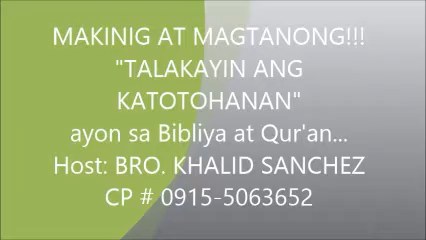 MAKINIG AT MAGTANONG!!!
"TALAKAYIN ANG
KATOTOHANAN"
ayon sa Bibliya at Qur'an...
Host: BRO. KHALID SANCHEZ
CP # 0915-5063652